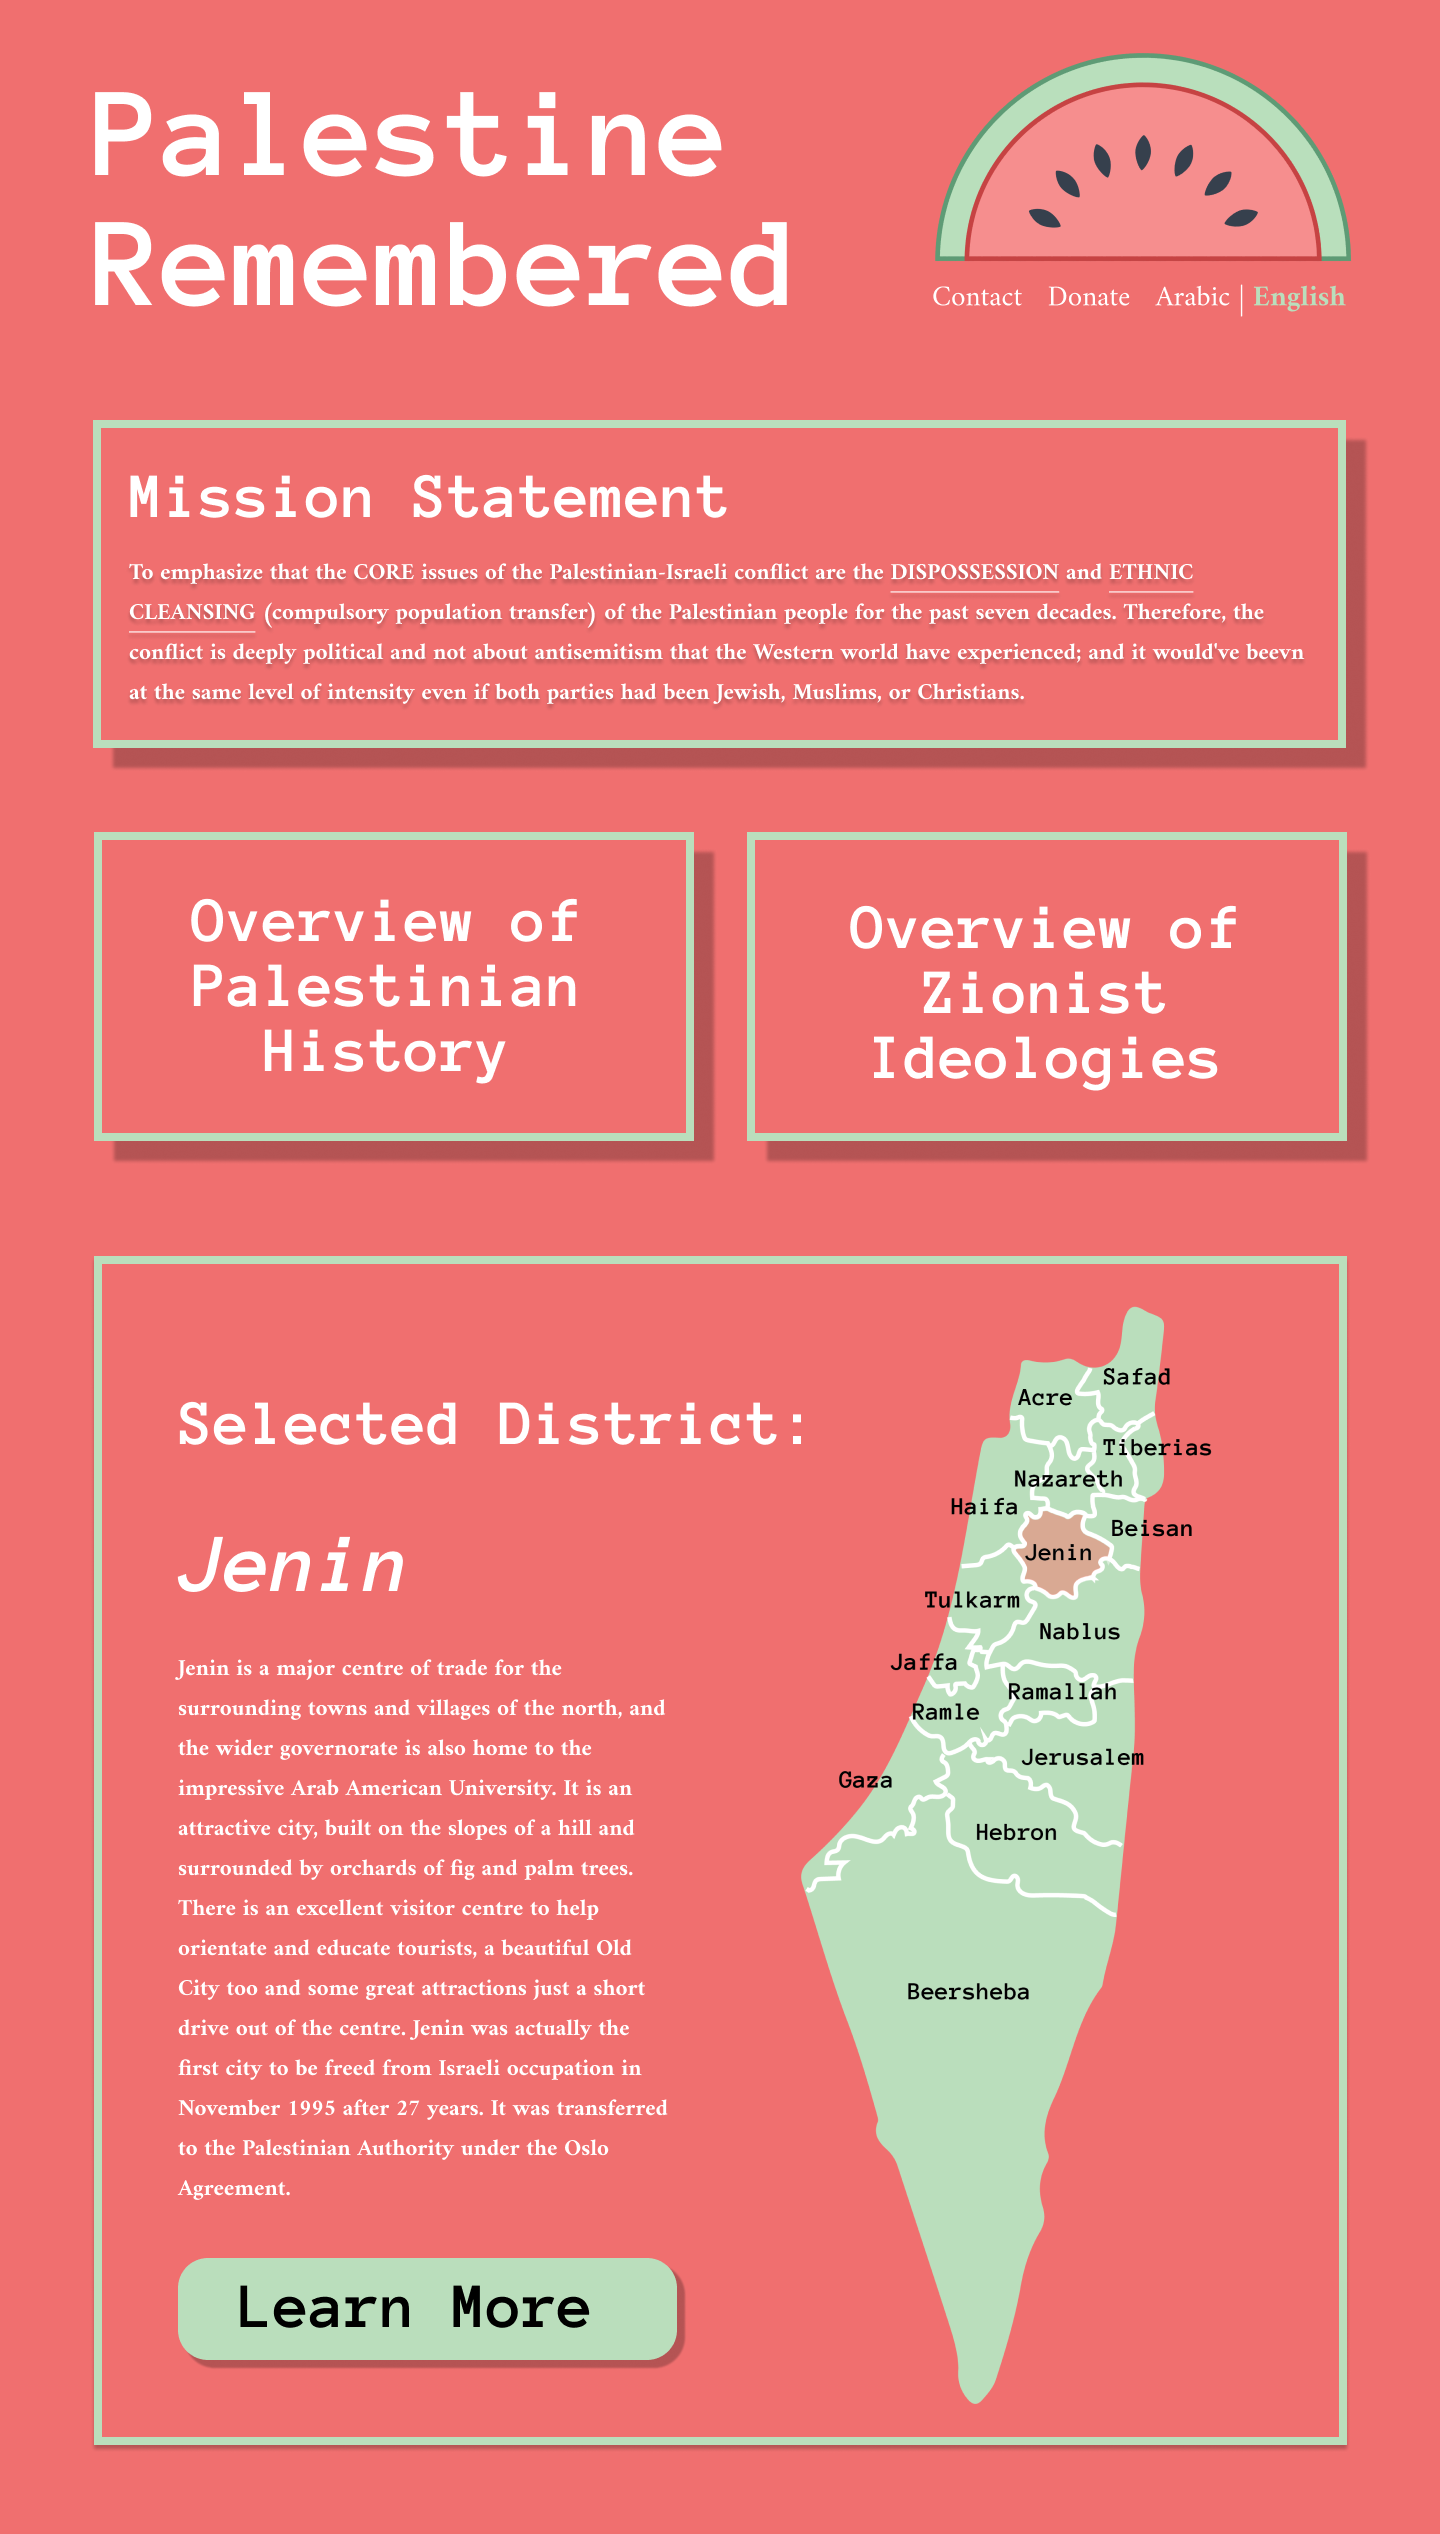 Palestine
Remembered
Contact Donate Arabic | English
Mission Statement
To emphasize that the CORE issues of the Palestinian-Israeli conflict are the DISPOSSESSION and ETHNIC
CLEANSING (compulsory population transfer) of the Palestinian people for the past seven decades. Therefore, the
conflict is deeply political and not about antisemitism that the Western world have experienced; and it would've beevn
at the same level of intensity even if both parties had been Jewish, Muslims, or Christians.
Overview of
Palestinian
History
Overview of
Zionist
Ideologies
Selected District:
Jenin
Jenin is a major centre of trade for the
surrounding towns and villages of the north, and
the wider governorate is also home to the
impressive Arab American University. It is an
attractive city, built on the slopes of a hill and
surrounded by orchards of fig and palm trees.
There is an excellent visitor centre to help
orientate and educate tourists, a beautiful Old
City too and some great attractions just a short
drive out of the centre. Jenin was actually the
first city to be freed from Israeli occupation in
November 1995 after 27 years. It was transferred
to the Palestinian Authority under the Oslo
Agreement.
Learn More
Safad
Acre
Tiberias
Nazareth
Haifa
Beisan
Jenin
Tulkarm
Nablus
Jaffa
Ramallah
Ramle
Jerusalem
Gaza
Hebron
Beersheba